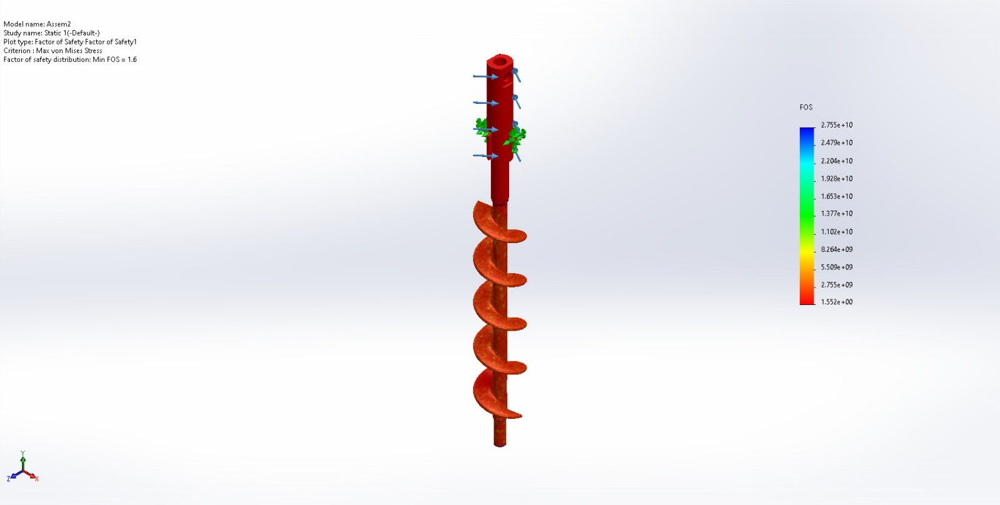 Model name: Assem2
Study name: Static 1(-Default-)
Plot type: Factor of Safety Factor of Safety1
Criterion : Max von Mises Stress
Factor of safety distribution: Min FOS = 1.6
FOS
2.755e+10
2.479e+10
2.204e+10
1.928e+10
1.653e+10
1.377e+10
1.102e+10
8.264e+09
5.509e+09
2.755e+09
1.552e+00
Y
Z
X